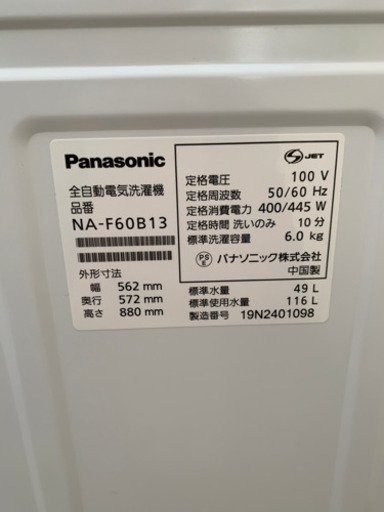 Panasonic
全自動電気洗濯機
品番
NA-F60B13
外形寸法
幅 562 mm
奥行 572 mm
高さ 880 mm
S JET
定格電圧 100 V
定格周波数 50/60 Hz
定格消費電力 400/445 W
定格時間 洗いのみ 10 分
標準洗濯容量 6.0 kg
PS E パナソニック株式会社
中国製
標準水量 49 L
標準使用水量 116 L
製造番号 19N2401098